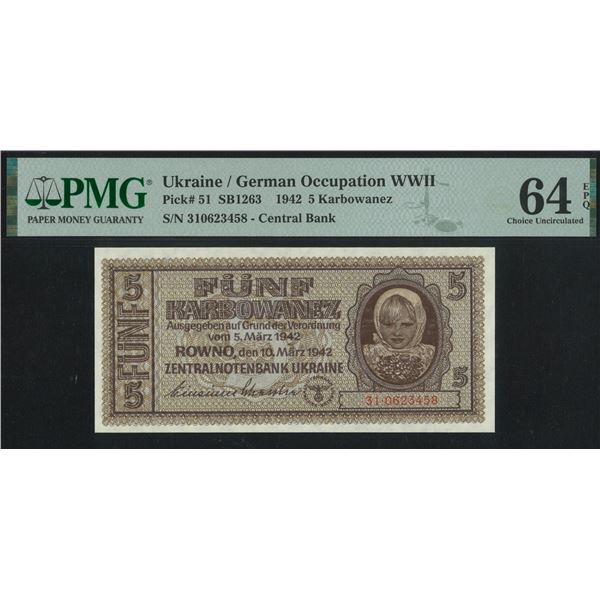 PMG®
PAPER MONEY GUARANTY
Ukraine / German Occupation WWII
Pick# 51 SB1263 1942 5 Karbowanez
S/N 310623458 - Central Bank
64 EPQ
Choice Uncirculated
5 FÜNF 5
FÜNF
KARBOWANEZ
Ausgegeben auf Grund der Verordnung
vom 5. März 1942
ROWNO, den 10. März 1942
ZENTRALNOTENBANK UKRAINE
5
5
31·0623458